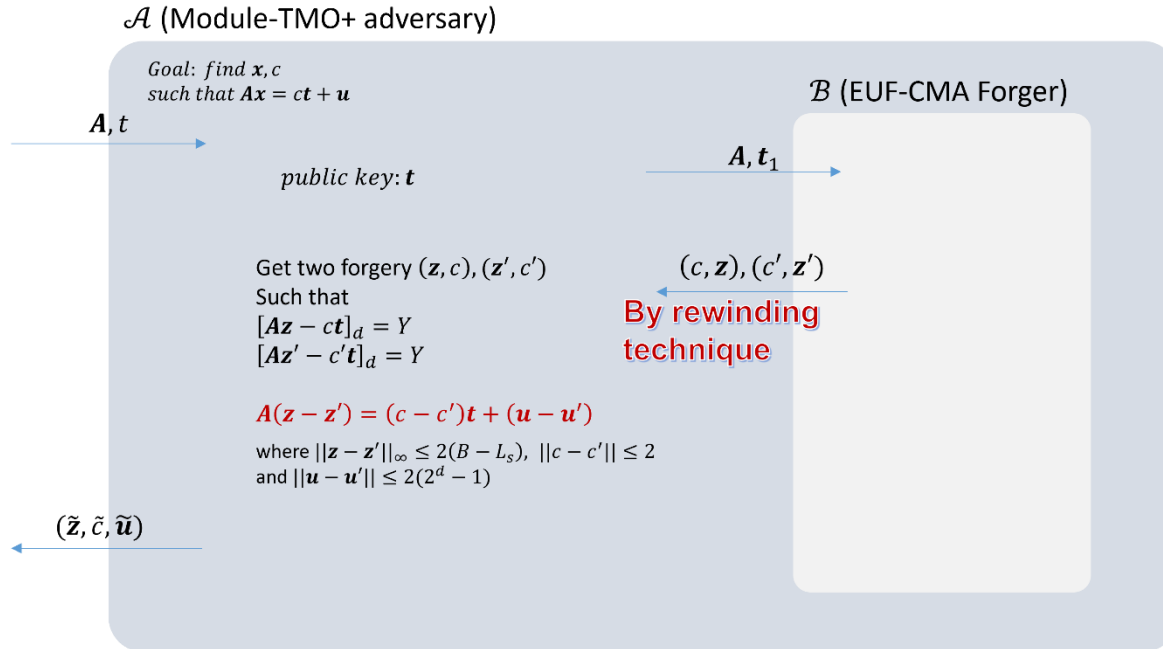 𝒜 (Module-TMO+ adversary)
Goal: find x, c
such that Ax = ct + u
ℬ (EUF-CMA Forger)
A, t
A, t₁
public key: t
Get two forgery (z, c), (z′, c′)
(c, z), (c′, z′)
Such that
By rewinding
technique
[Az − ct]_d = Y
[Az′ − c′t]_d = Y
A(z − z′) = (c − c′)t + (u − u′)
where ||z − z′||_∞ ≤ 2(B − L_s), ||c − c′|| ≤ 2
and ||u − u′|| ≤ 2(2^d − 1)
(z̃, c̃, ũ)